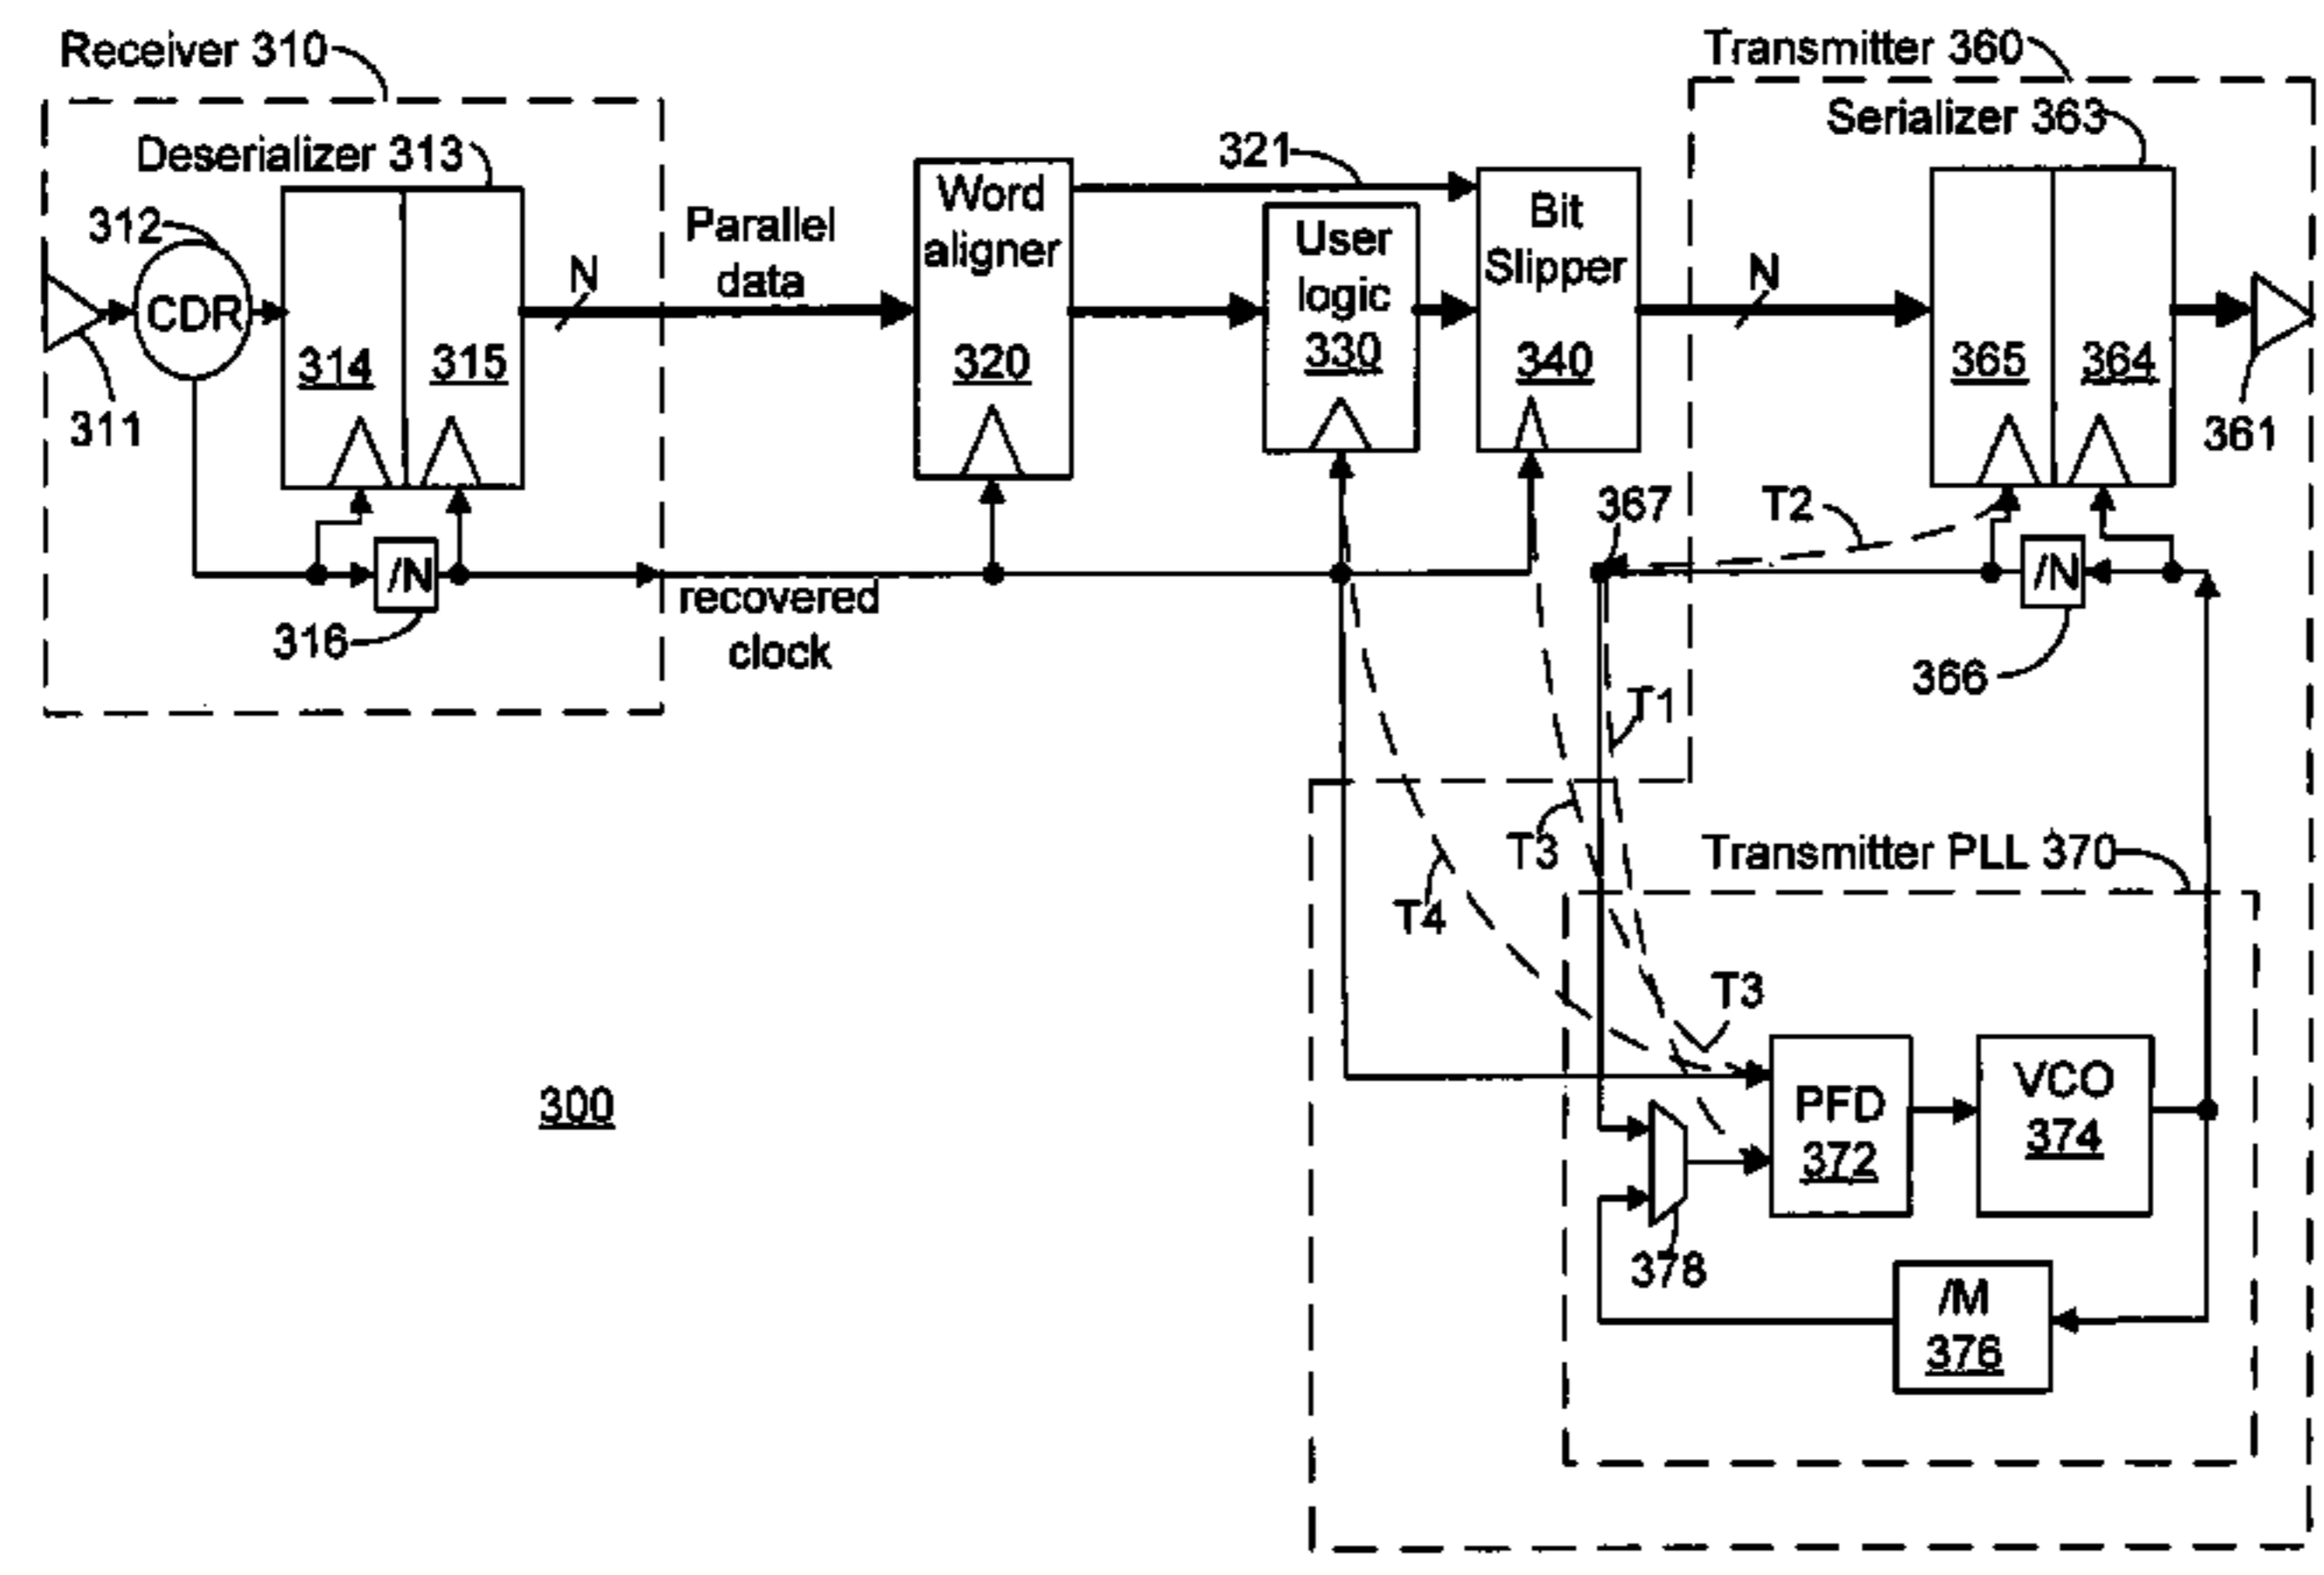 Receiver 310
Transmitter 360
Deserializer 313
Serializer 363
321
312
Parallel
data
N
Word
aligner
User
logic
Bit
Slipper
N
CDR
314
315
320
330
340
365
364
311
361
367
T2
/N
/N
316
recovered
clock
366
T1
T3
Transmitter PLL 370
T4
T3
300
PFD
372
VCO
374
378
/M
376